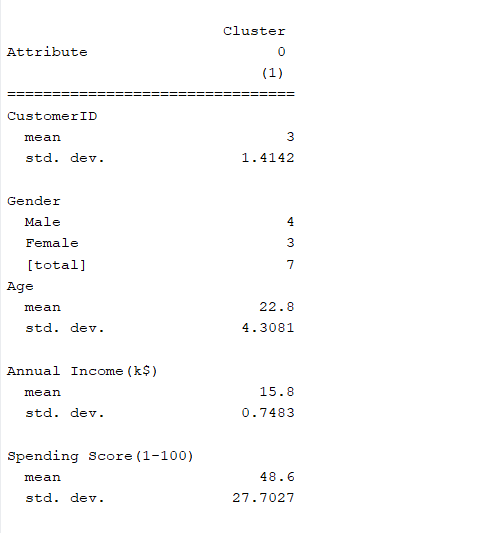 Cluster
Attribute 0
(1)
================================
CustomerID
mean 3
std. dev. 1.4142
Gender
Male 4
Female 3
[total] 7
Age
mean 22.8
std. dev. 4.3081
Annual Income(k$)
mean 15.8
std. dev. 0.7483
Spending Score(1-100)
mean 48.6
std. dev. 27.7027